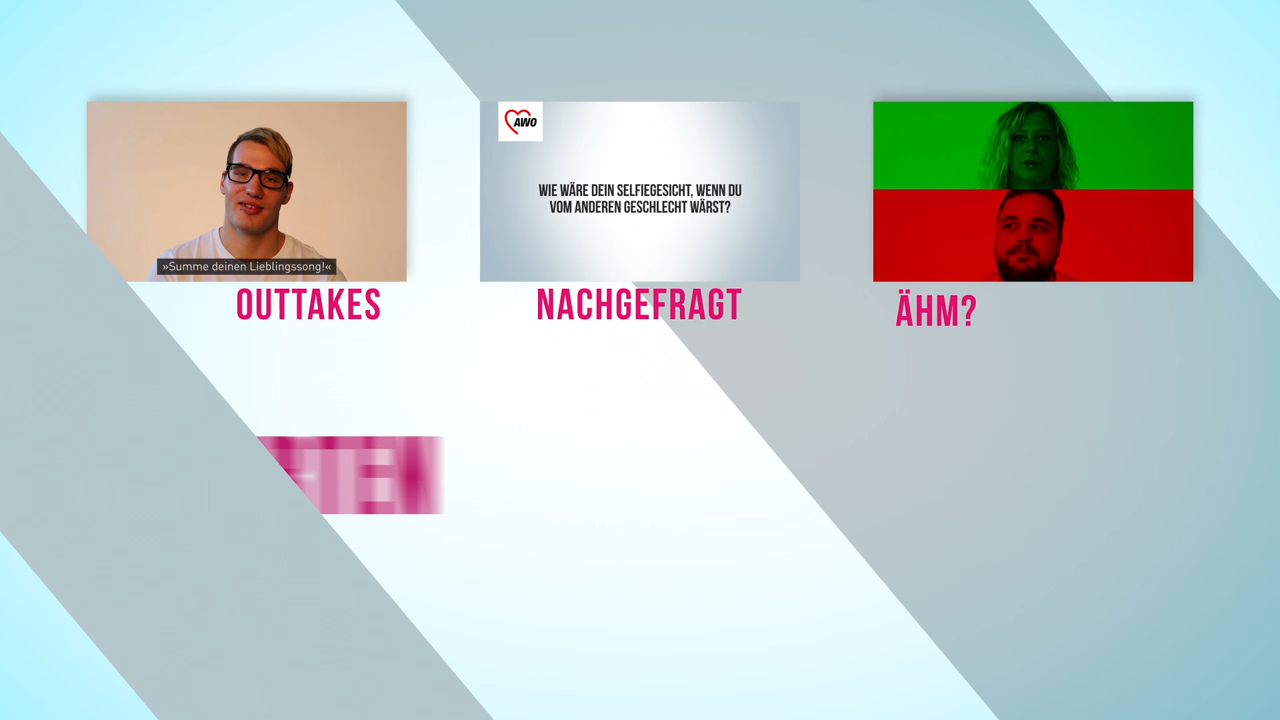 AWO
WIE WÄRE DEIN SELFIEGESICHT, WENN DU
VOM ANDEREN GESCHLECHT WÄRST?
»Summe deinen Lieblingssong!«
OUTTAKES
NACHGEFRAGT
ÄHM?